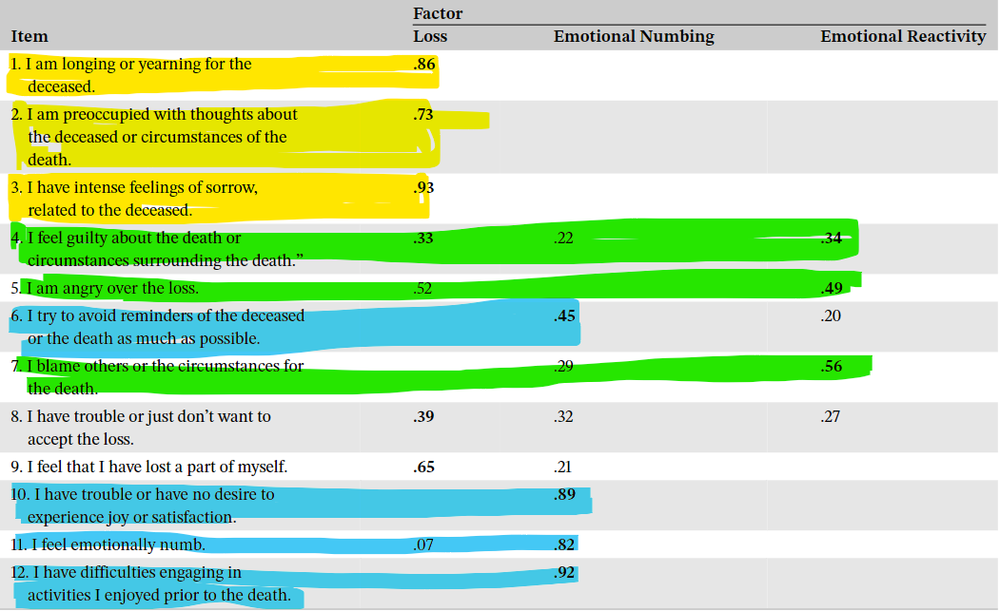 Factor
Item Loss Emotional Numbing Emotional Reactivity
1. I am longing or yearning for the .86
deceased.
2. I am preoccupied with thoughts about .73
the deceased or circumstances of the
death.
3. I have intense feelings of sorrow, .93
related to the deceased.
4. I feel guilty about the death or .33 .22 .34
circumstances surrounding the death.”
5. I am angry over the loss. .52 .49
6. I try to avoid reminders of the deceased .45 .20
or the death as much as possible.
7. I blame others or the circumstances for .29 .56
the death.
8. I have trouble or just don’t want to .39 .32 .27
accept the loss.
9. I feel that I have lost a part of myself. .65 .21
10. I have trouble or have no desire to .89
experience joy or satisfaction.
11. I feel emotionally numb. .07 .82
12. I have difficulties engaging in .92
activities I enjoyed prior to the death.